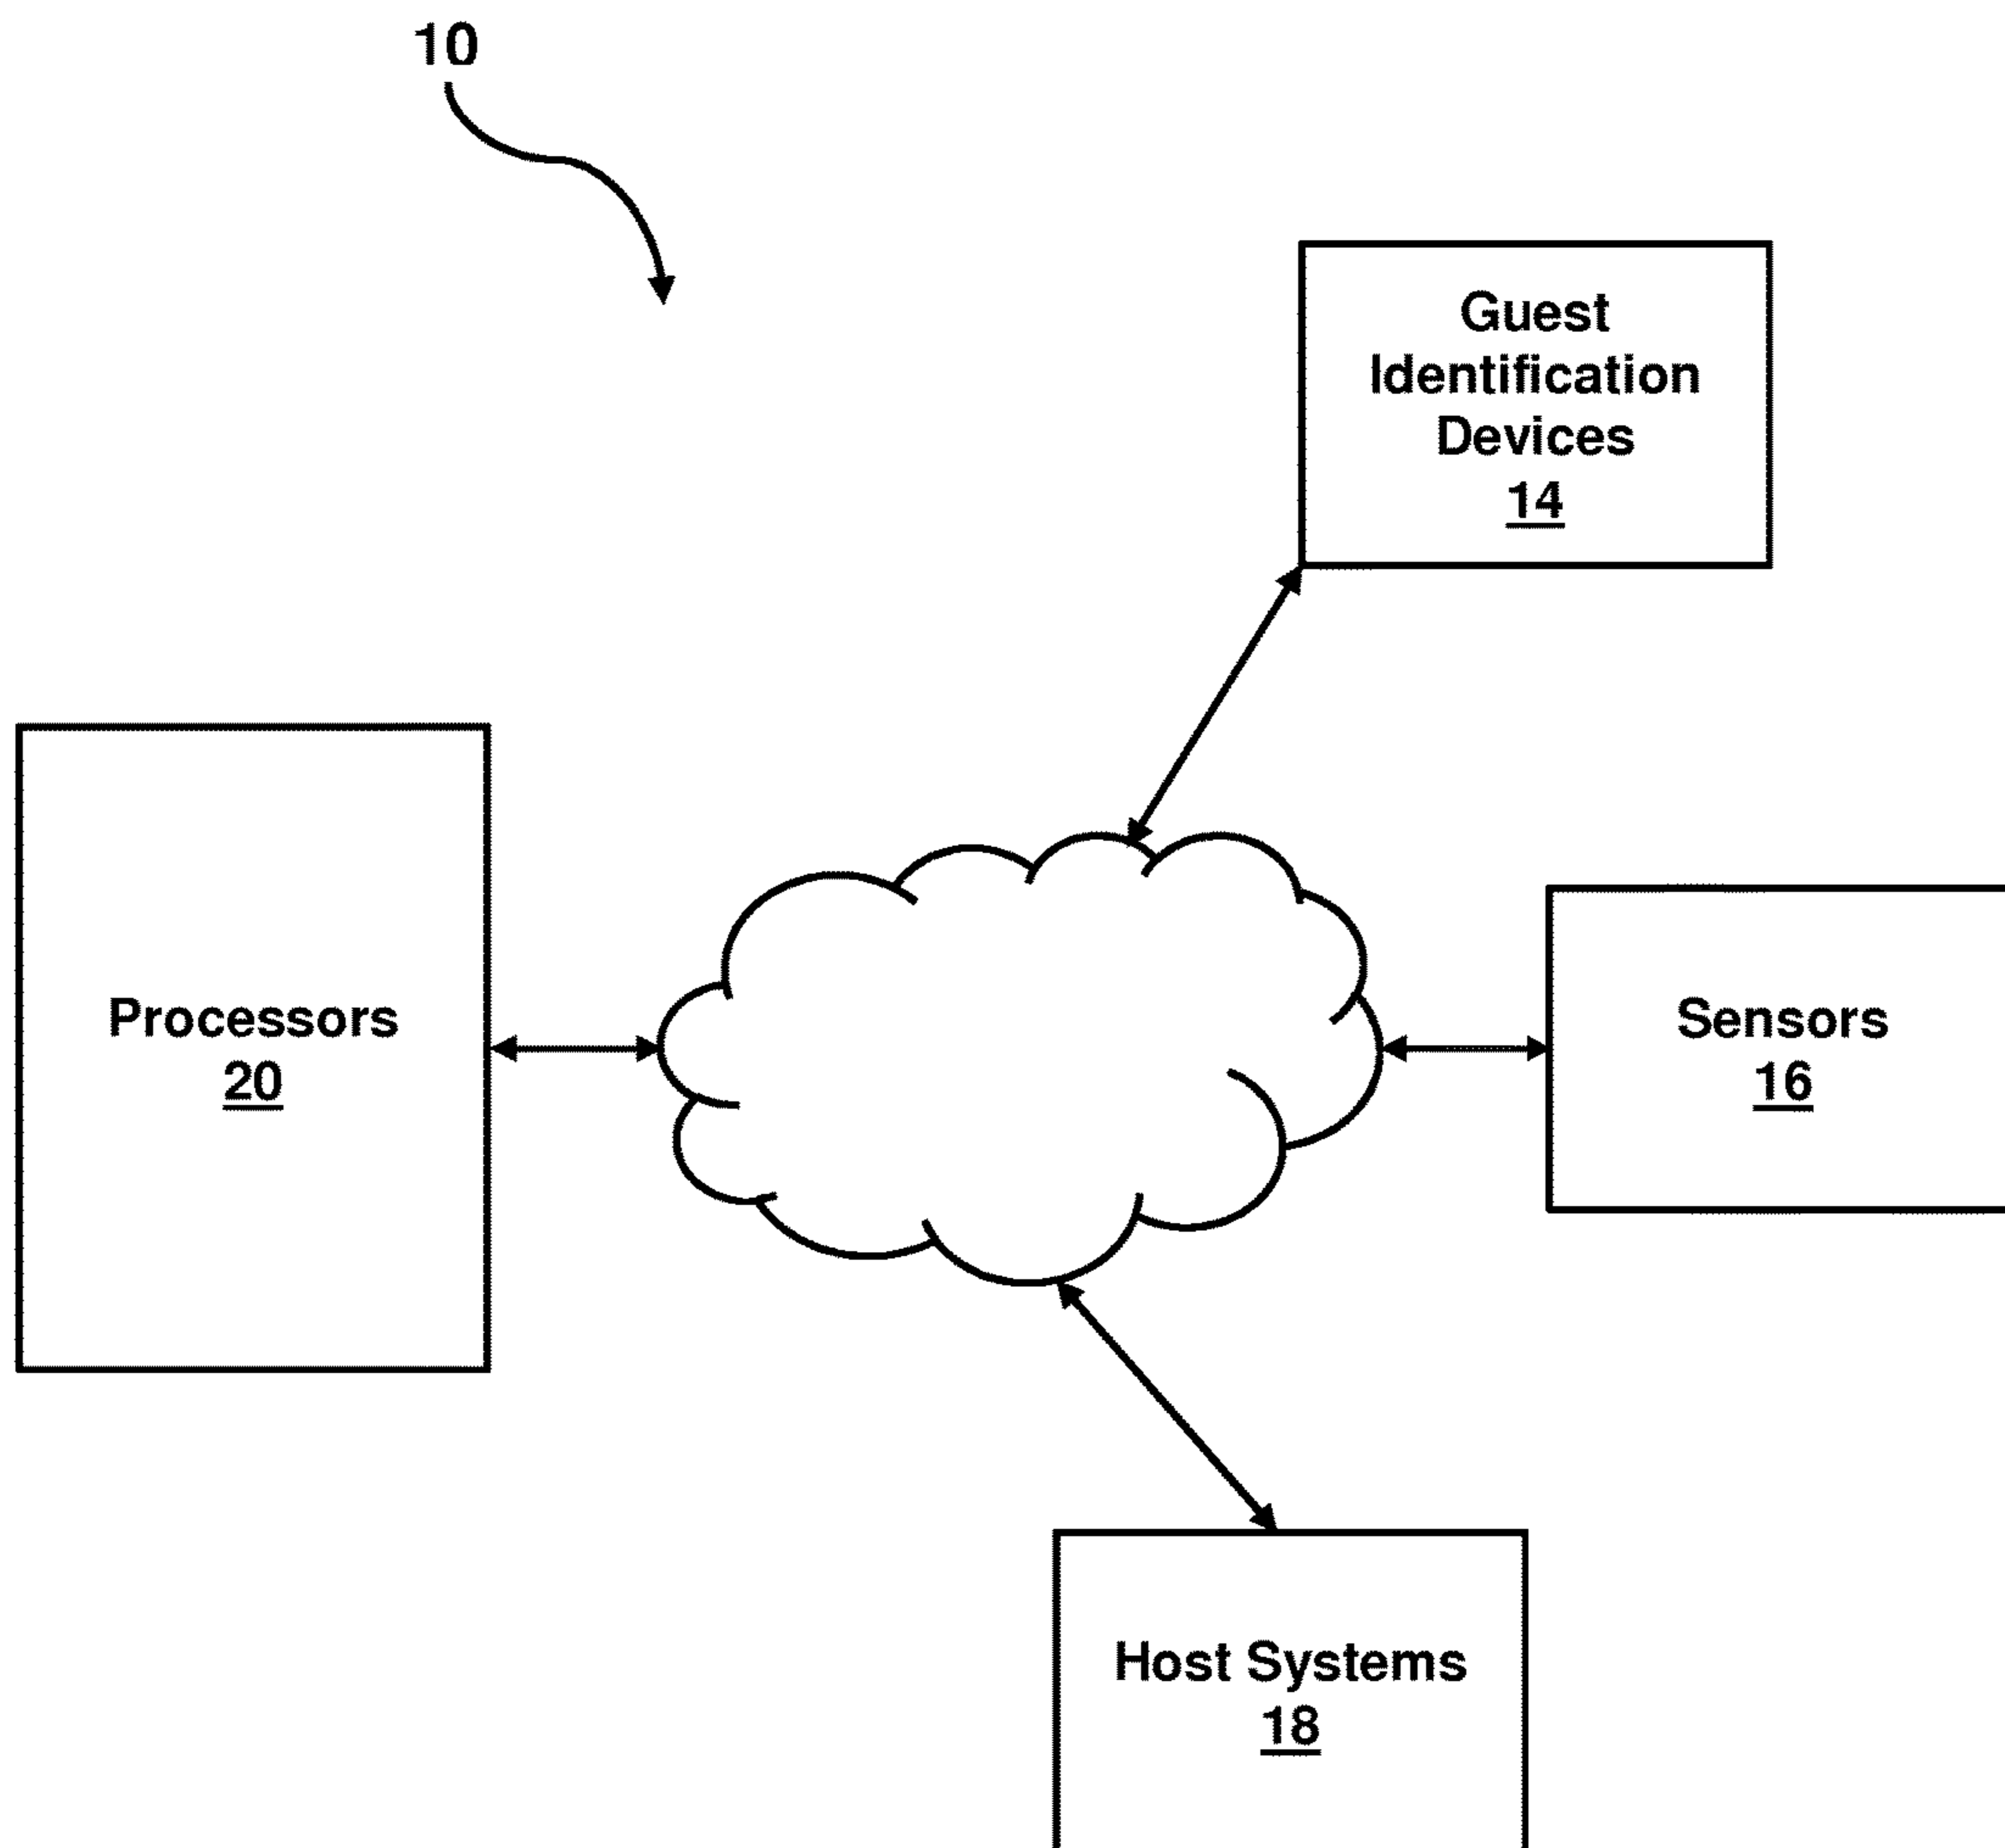 10
Guest
Identification
Devices
14
Processors
20
Sensors
16
Host Systems
18